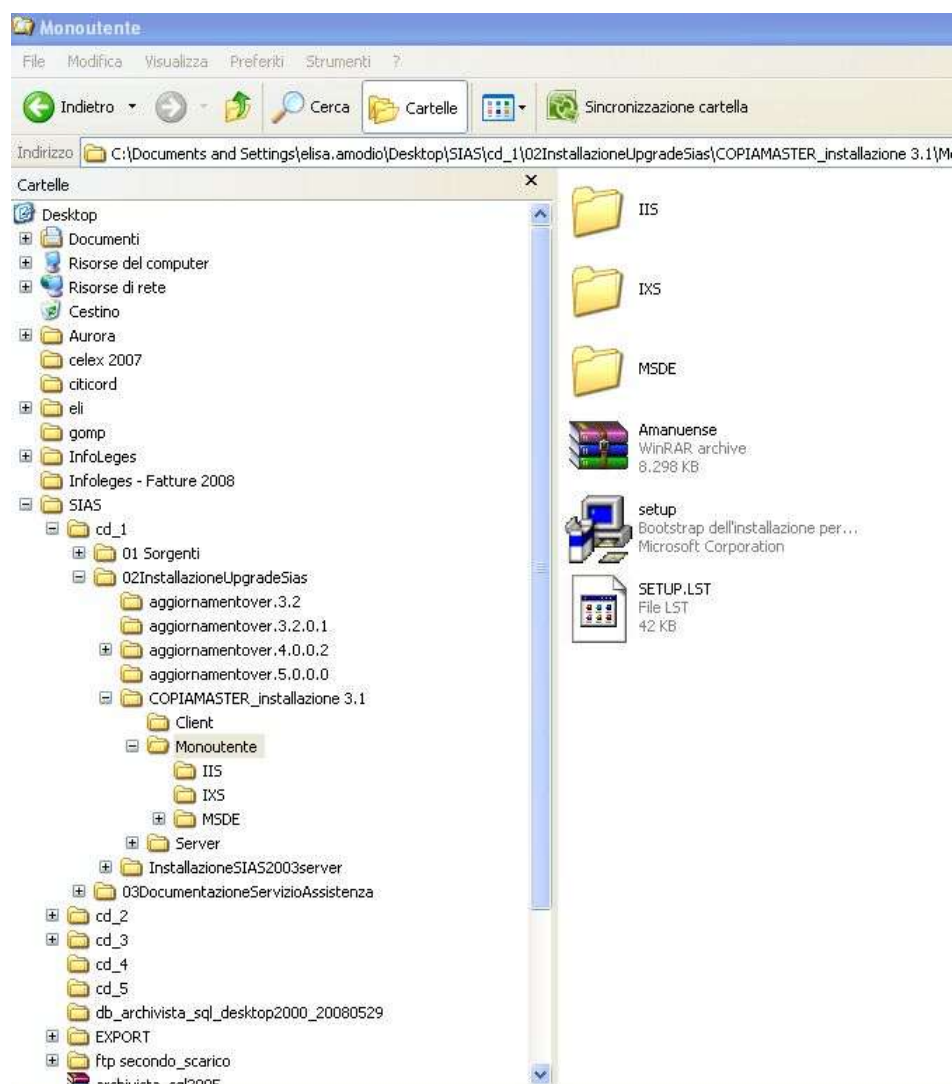 Monoutente
File Modifica Visualizza Preferiti Strumenti ?
Indietro Cerca Cartelle Sincronizzazione cartella
Indirizzo C:\Documents and Settings\elisa.amodio\Desktop\SIAS\cd_1\02InstallazioneUpgradeSias\COPIAMASTER_installazione 3.1\M
Cartelle
Desktop
Documenti
Risorse del computer
Risorse di rete
Cestino
Aurora
celex 2007
citicord
eli
gomp
InfoLeges
Infoleges - Fatture 2008
SIAS
cd_1
01 Sorgenti
02InstallazioneUpgradeSias
aggiornamentover.3.2
aggiornamentover.3.2.0.1
aggiornamentover.4.0.0.2
aggiornamentover.5.0.0.0
COPIAMASTER_installazione 3.1
Client
Monoutente
IIS
IXS
MSDE
Server
InstallazioneSIAS2003server
03DocumentazioneServizioAssistenza
cd_2
cd_3
cd_4
cd_5
db_archivista_sql_desktop2000_20080529
EXPORT
ftp secondo_scarico
IIS
IXS
MSDE
Amanuense
WinRAR archive
8.298 KB
setup
Bootstrap dell'installazione per...
Microsoft Corporation
SETUP.LST
File LST
42 KB